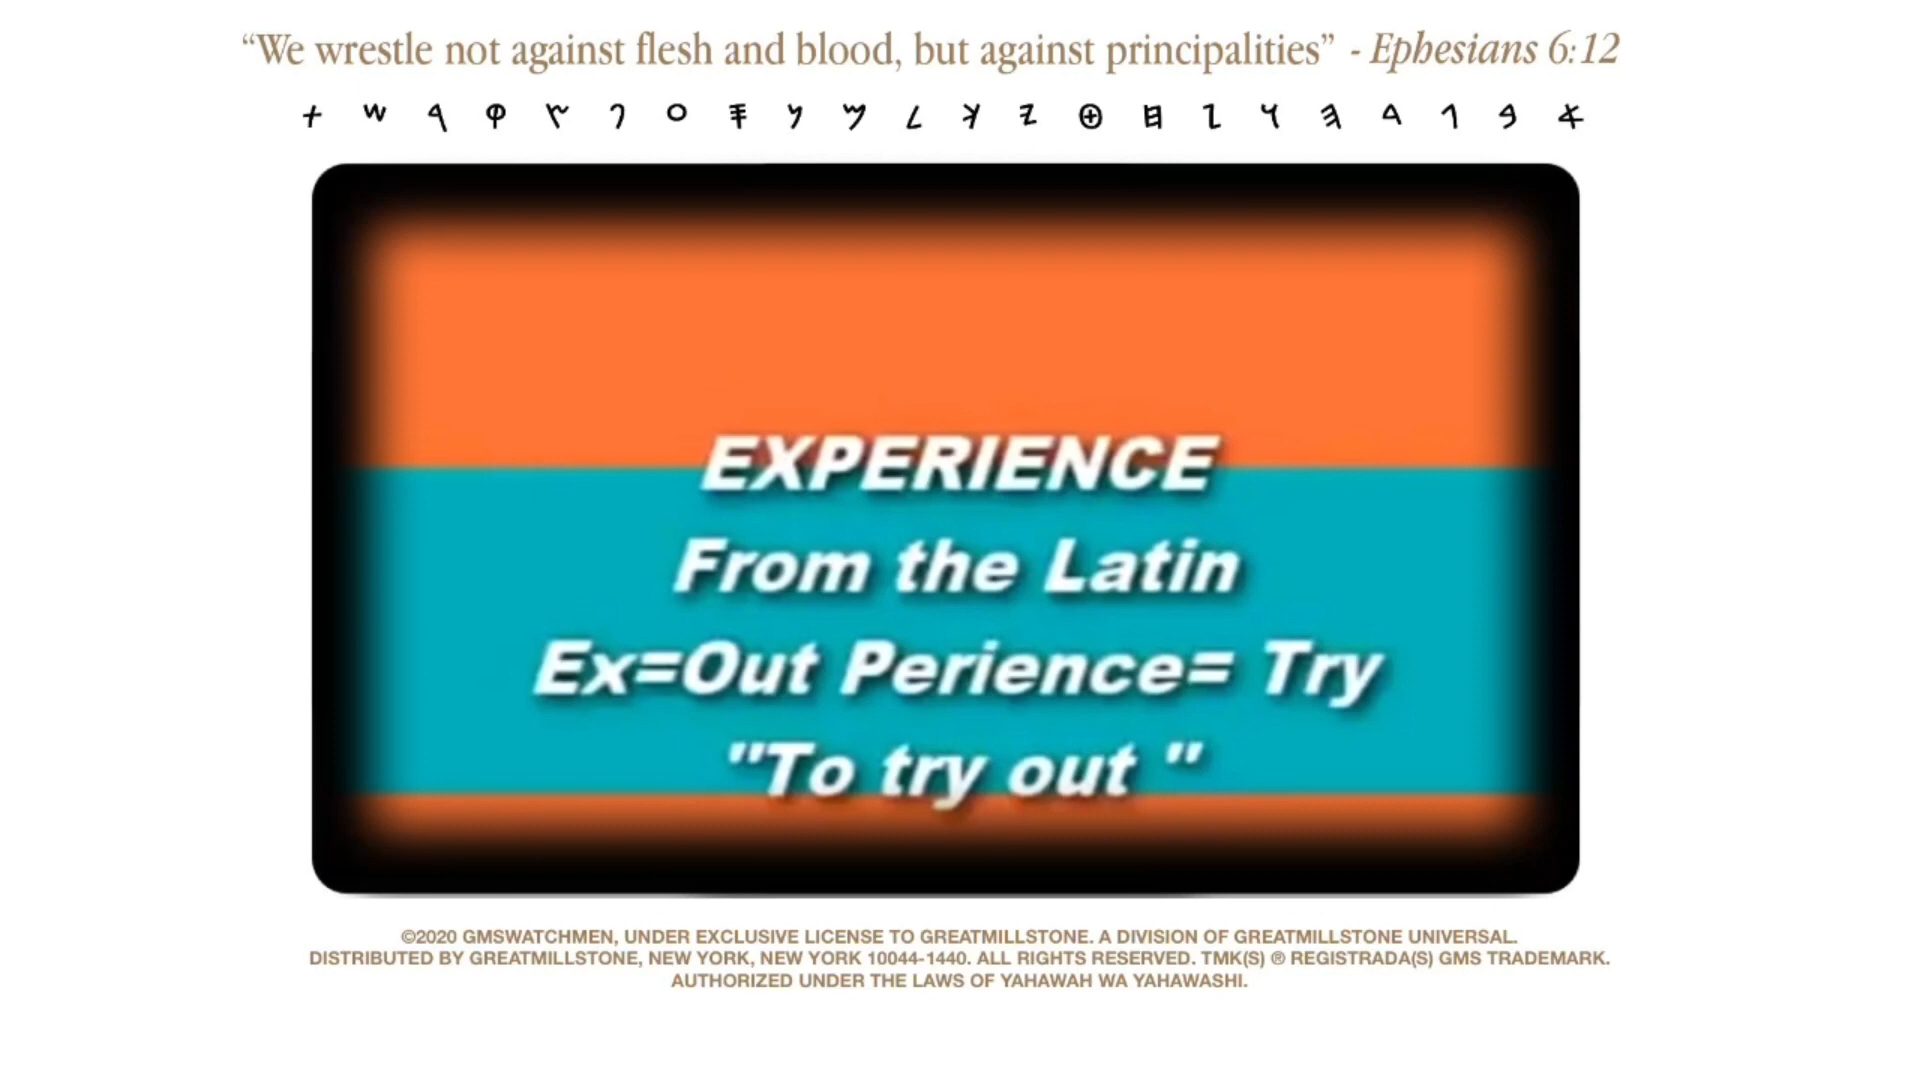 “We wrestle not against flesh and blood, but against principalities” - Ephesians 6:12
𐤀 𐤁 𐤂 𐤃 𐤄 𐤅 𐤆 𐤇 𐤈 𐤉 𐤊 𐤋 𐤌 𐤍 𐤎 𐤏 𐤐 𐤑 𐤒 𐤓 𐤔 𐤕
EXPERIENCE
From the Latin
Ex=Out Perience= Try
"To try out "
©2020 GMSWATCHMEN, UNDER EXCLUSIVE LICENSE TO GREATMILLSTONE. A DIVISION OF GREATMILLSTONE UNIVERSAL.
DISTRIBUTED BY GREATMILLSTONE, NEW YORK, NEW YORK 10044-1440. ALL RIGHTS RESERVED. TMK(S) ® REGISTRADA(S) GMS TRADEMARK.
AUTHORIZED UNDER THE LAWS OF YAHAWAH WA YAHAWASHI.